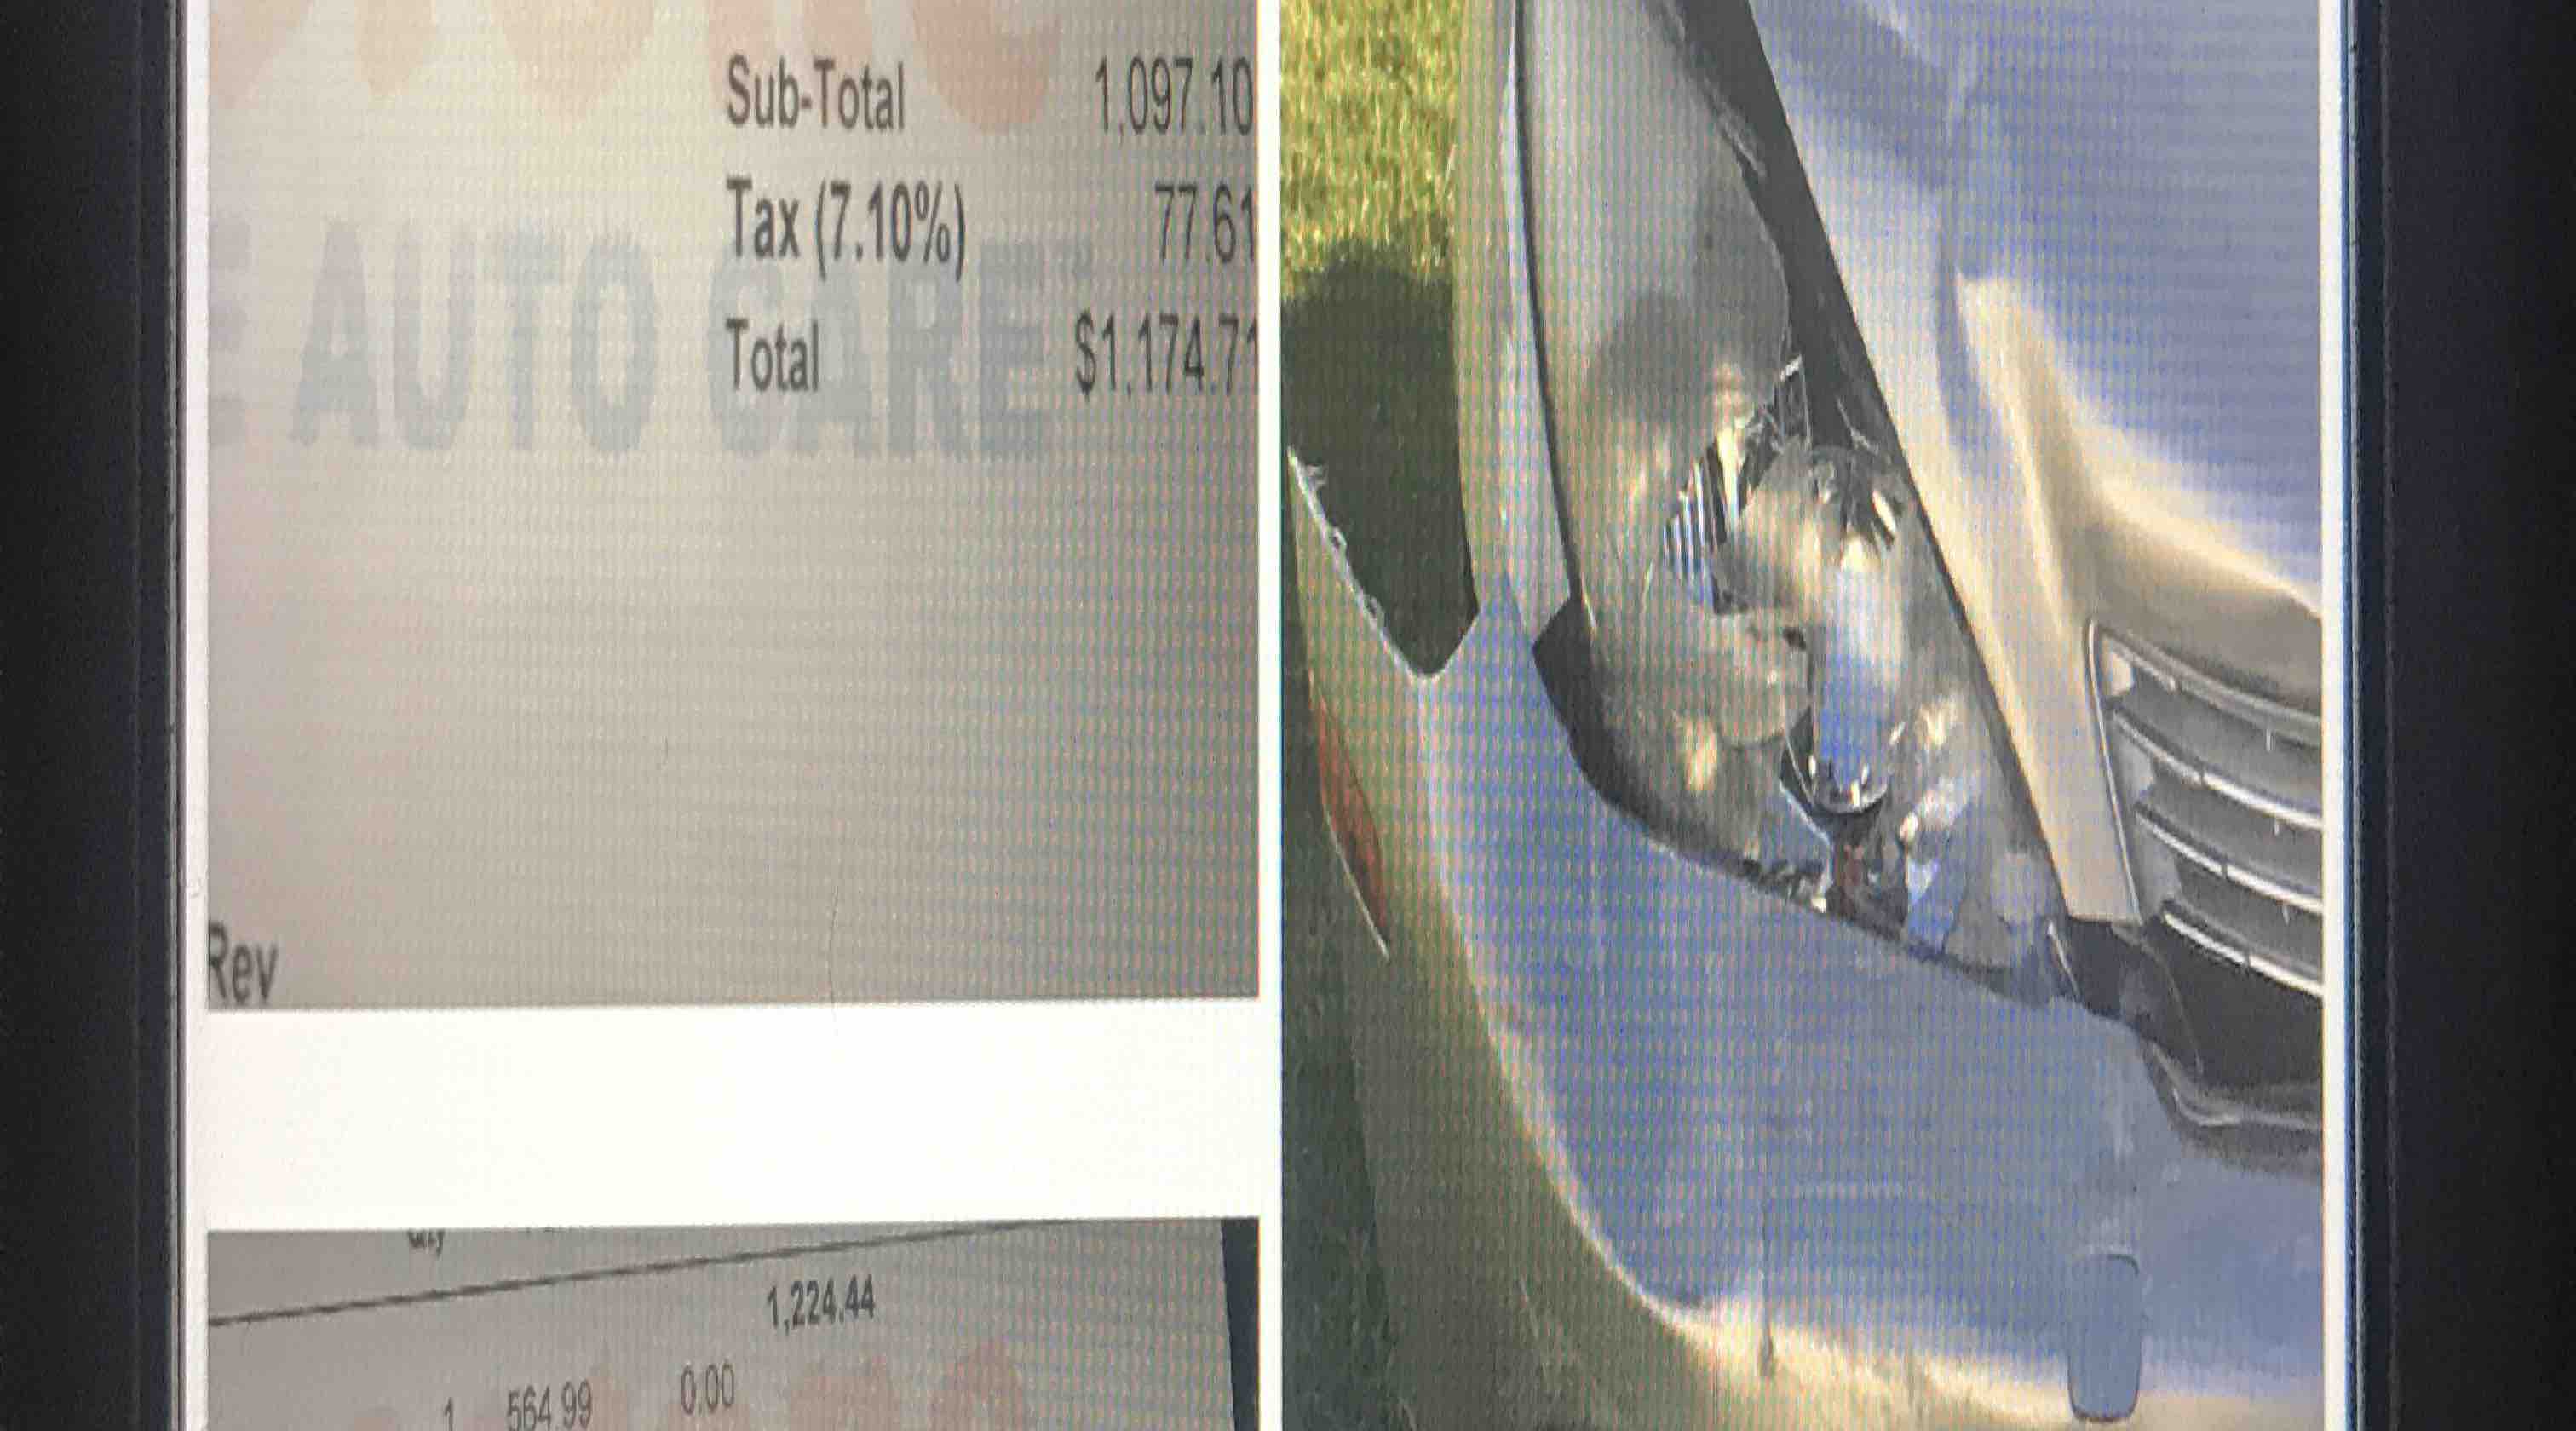 Sub-Total 1,097.10
Tax (7.10%) 77.61
Total $1,174.71
AUTO CARE
Rev
1,224.44
1 564.99 0.00